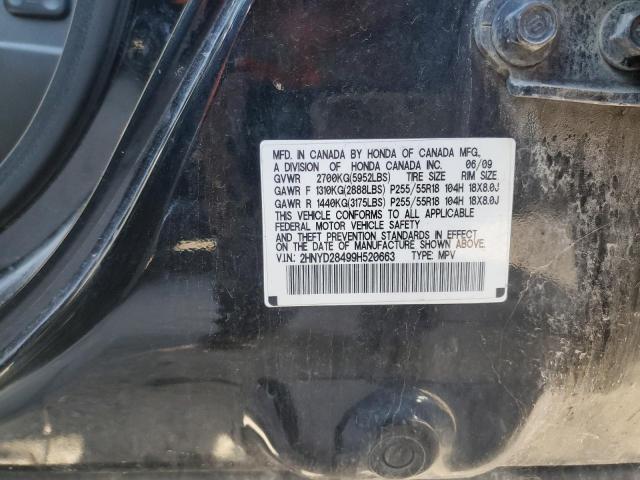 MFD. IN CANADA BY HONDA OF CANADA MFG.,
A DIVISION OF HONDA CANADA INC. 06/09
GVWR 2700KG(5952LBS) TIRE SIZE RIM SIZE
GAWR F 1310KG(2888LBS) P255/55R18 104H 18X8.0J
GAWR R 1440KG(3175LBS) P255/55R18 104H 18X8.0J
THIS VEHICLE CONFORMS TO ALL APPLICABLE
FEDERAL MOTOR VEHICLE SAFETY
AND THEFT PREVENTION STANDARDS IN EFFECT
ON THE DATE OF MANUFACTURE SHOWN ABOVE.
V.I.N: 2HNYD28499H520663 TYPE: MPV